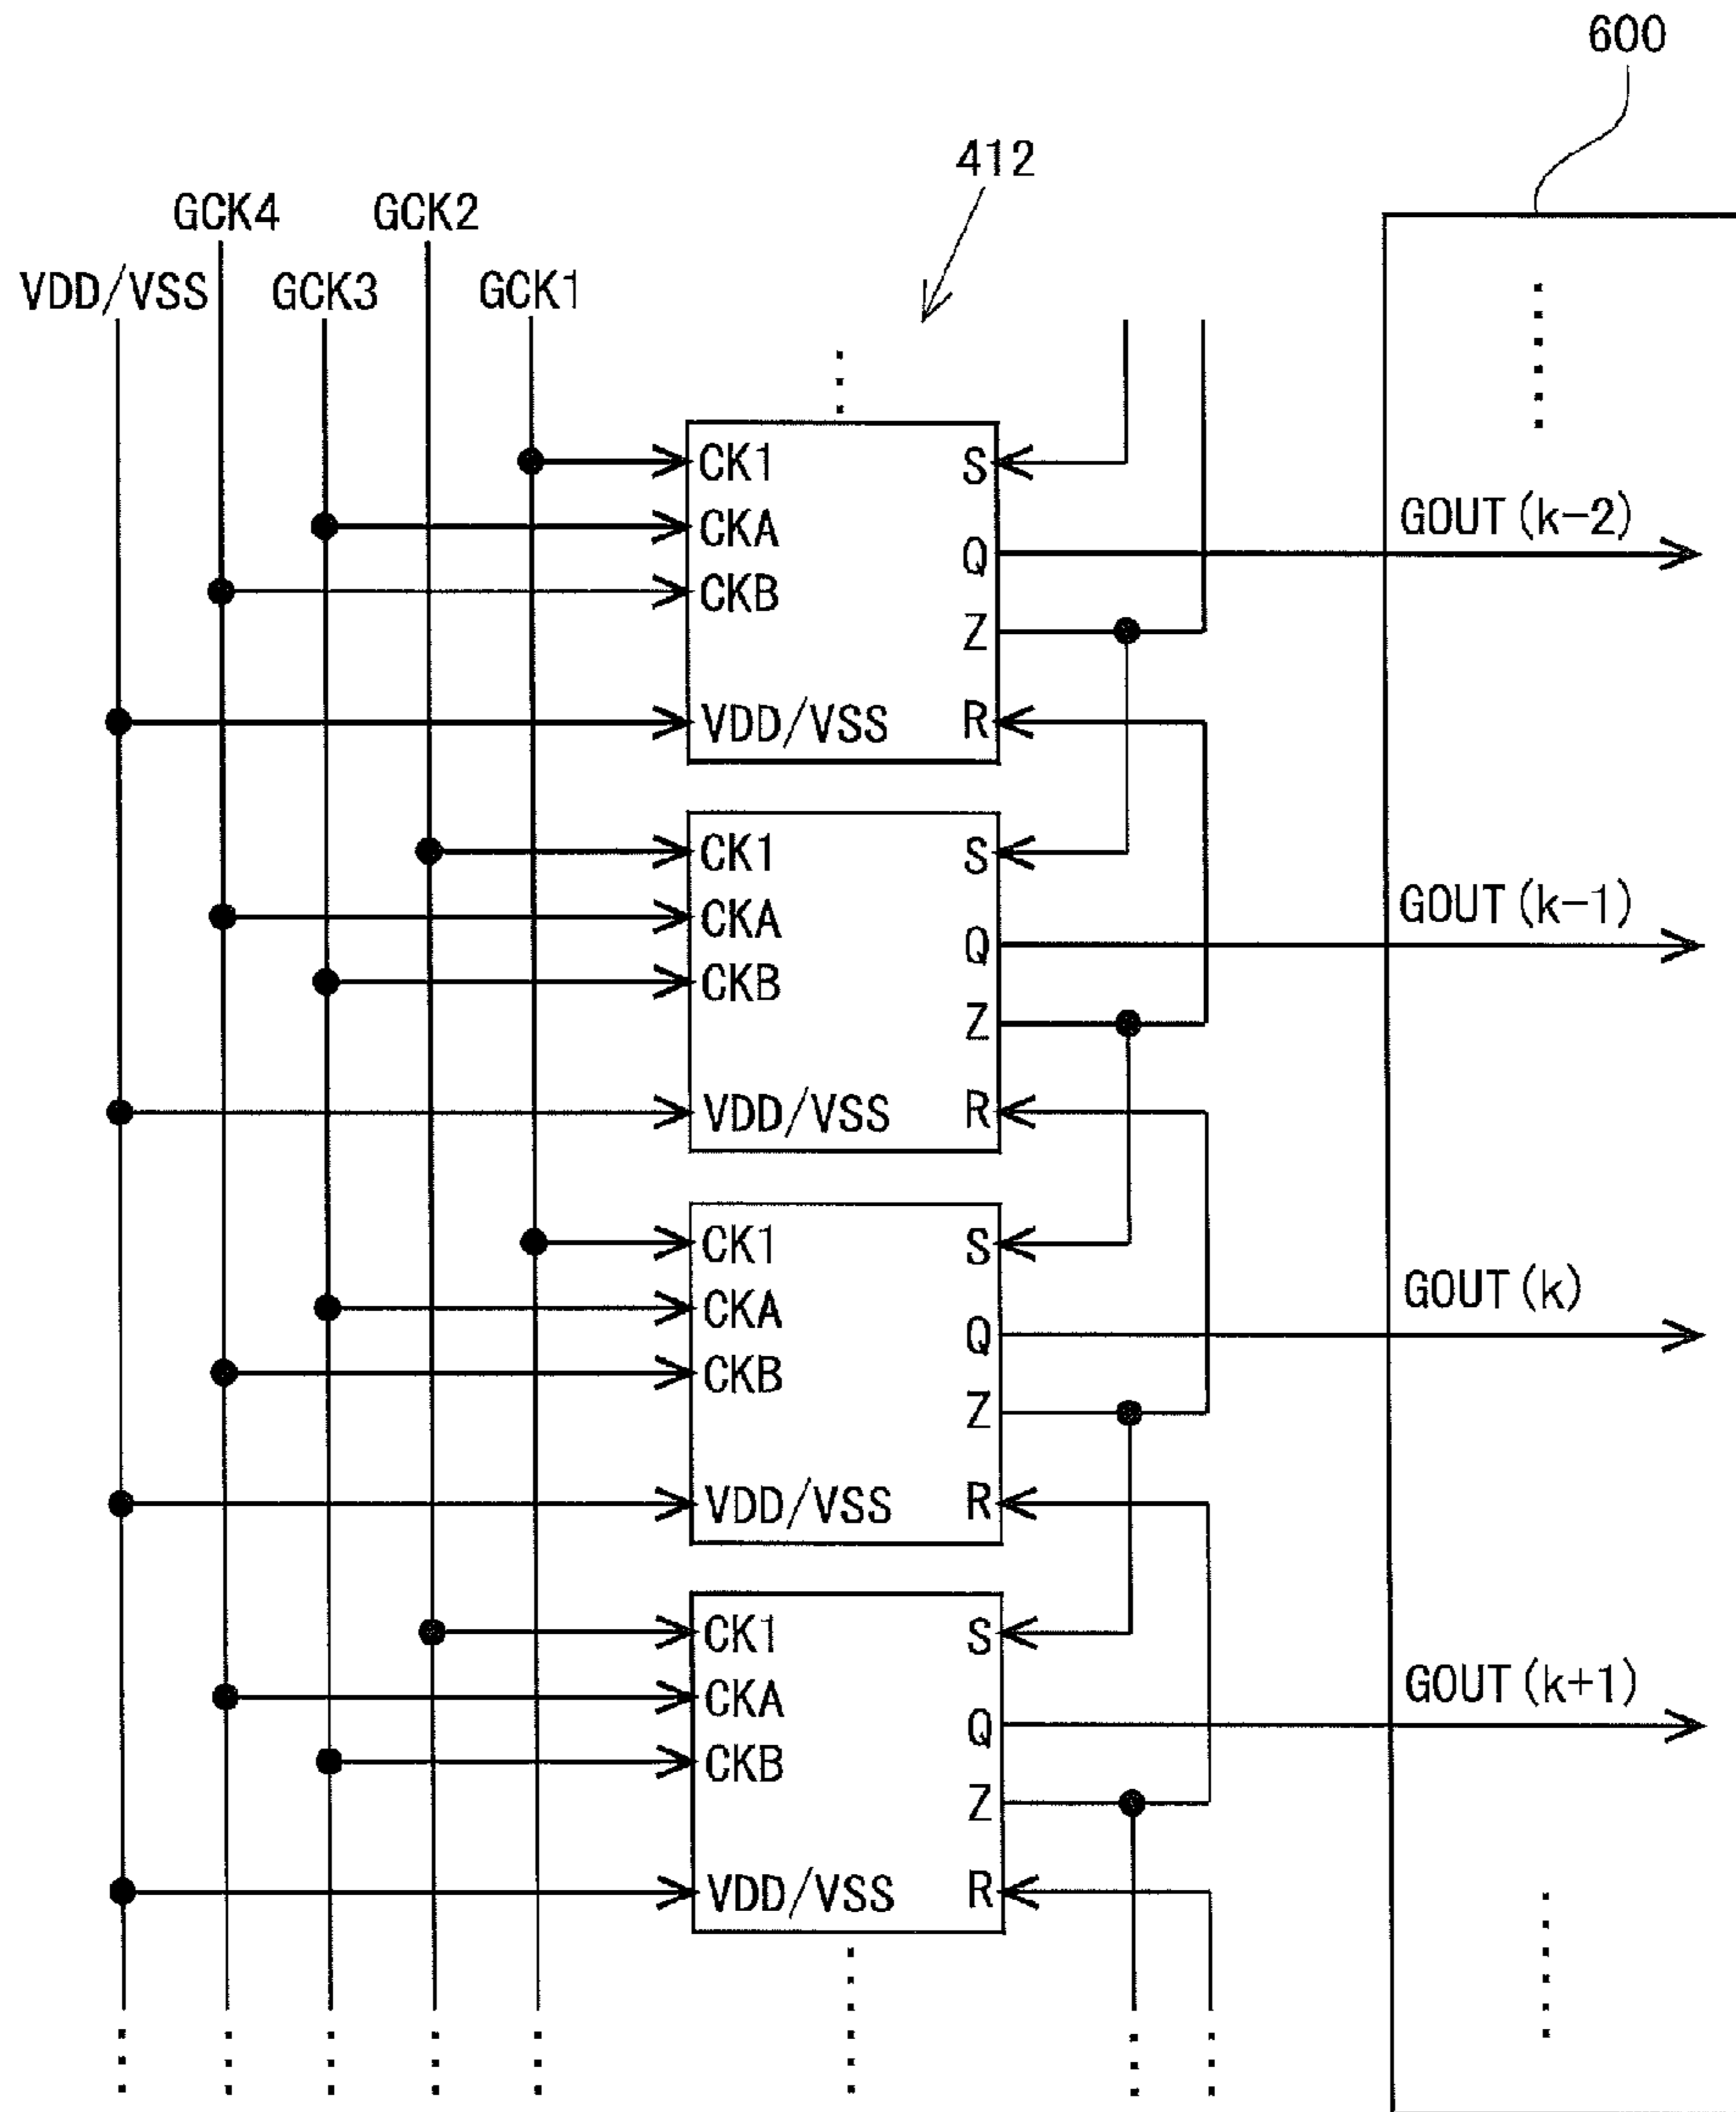 600
412
GCK4 GCK2
VDD/VSS GCK3 GCK1
CK1 S
CKA
Q
CKB
Z
VDD/VSS R
GOUT(k-2)
CK1 S
CKA
Q
CKB
Z
VDD/VSS R
GOUT(k-1)
CK1 S
CKA
Q
CKB
Z
VDD/VSS R
GOUT(k)
CK1 S
CKA
Q
CKB
Z
VDD/VSS R
GOUT(k+1)